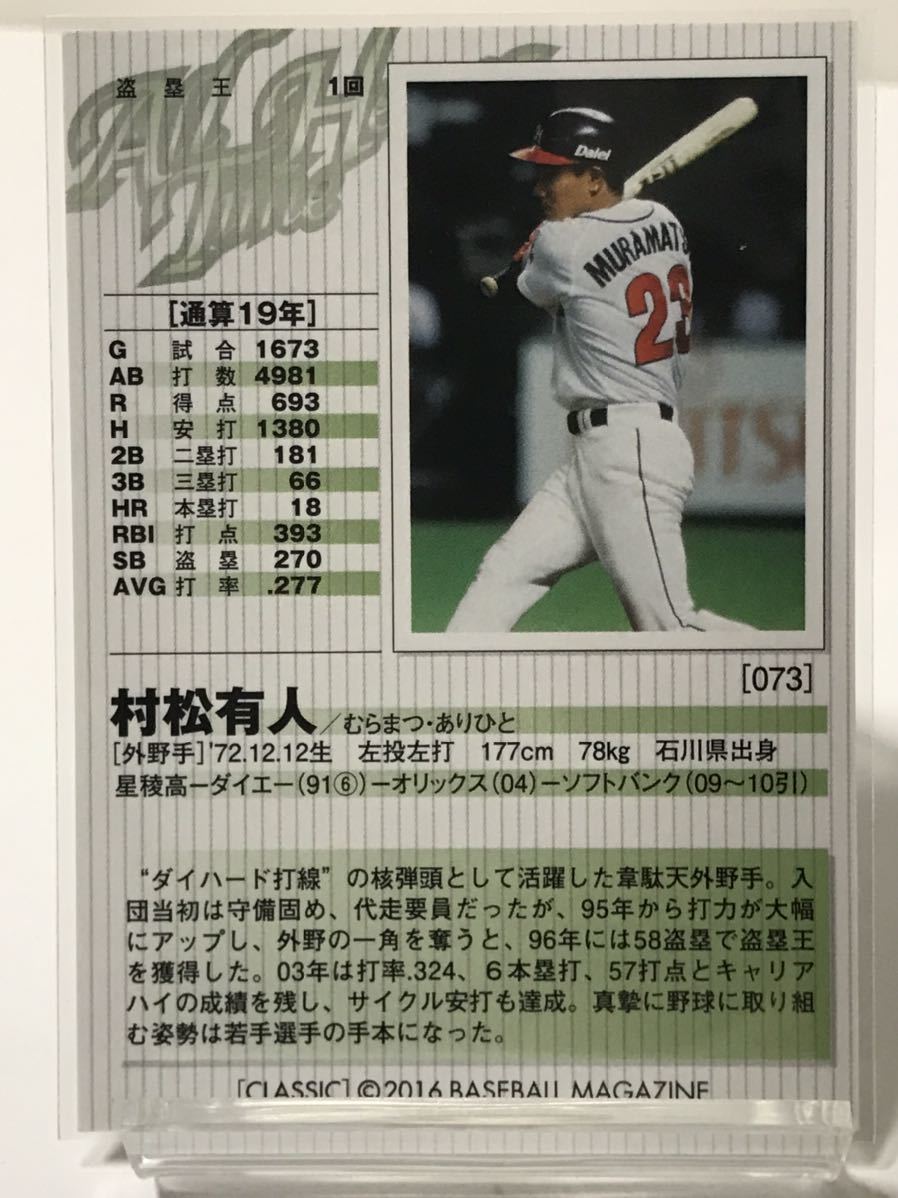 盗塁王 1回
All-Time
Daiei
MURAMATS
23
[通算19年]
G 試合 1673
AB 打数 4981
R 得点 693
H 安打 1380
2B 二塁打 181
3B 三塁打 66
HR 本塁打 18
RBI 打点 393
SB 盗塁 270
AVG 打率 .277
[073]
村松有人／むらまつ・ありひと
[外野手] '72.12.12生 左投左打 177cm 78kg 石川県出身
星稜高ーダイエー(91⑥)ーオリックス(04)ーソフトバンク(09〜10引)
“ダイハード打線”の核弾頭として活躍した韋駄天外野手。入
団当初は守備固め、代走要員だったが、95年から打力が大幅
にアップし、外野の一角を奪うと、96年には58盗塁で盗塁王
を獲得した。03年は打率.324、6本塁打、57打点とキャリア
ハイの成績を残し、サイクル安打も達成。真摯に野球に取り組
む姿勢は若手選手の手本になった。
[CLASSIC] ©2016 BASEBALL MAGAZINE